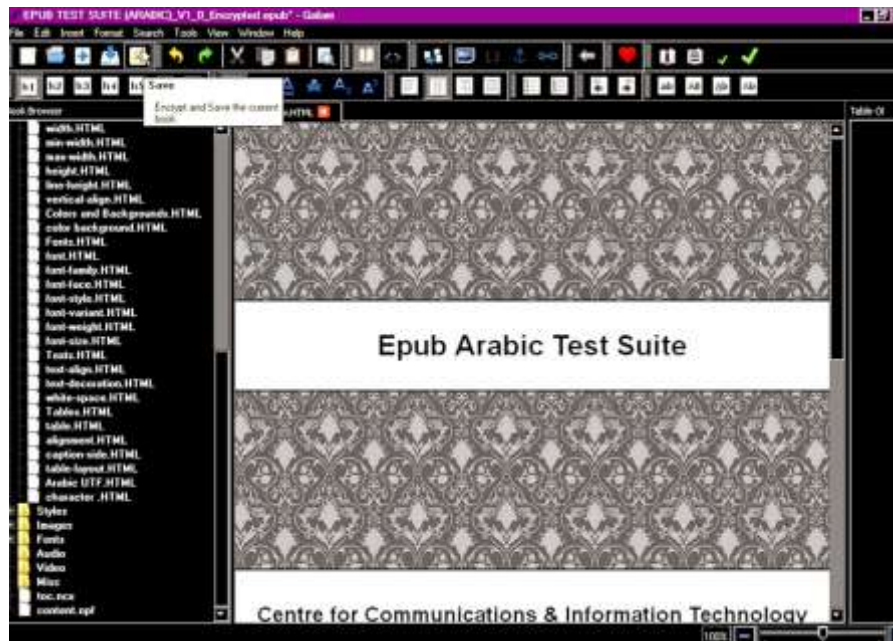 EPUB TEST SUITE (ARABIC)_V1_0_Encrypted.epub* -
File Edit Insert Format Search Tools View Window Help
h1 h2 h3 h4 h5
Save
Encrypt and Save the current
book.
Book Browser
.HTML
Table-Of
width.HTML
min-width.HTML
max-width.HTML
height.HTML
line-height.HTML
vertical-align.HTML
Colors and Backgrounds.HTML
color background.HTML
Fonts.HTML
font.HTML
font-family.HTML
font-face.HTML
font-style.HTML
font-variant.HTML
font-weight.HTML
font-size.HTML
Texts.HTML
text-align.HTML
text-decoration.HTML
white-space.HTML
Tables.HTML
table.HTML
alignment.HTML
caption-side.HTML
table-layout.HTML
Arabic UTF.HTML
character .HTML
Styles
Images
Fonts
Audio
Video
Misc
toc.ncx
content.opf
Epub Arabic Test Suite
Centre for Communications & Information Technology
100%